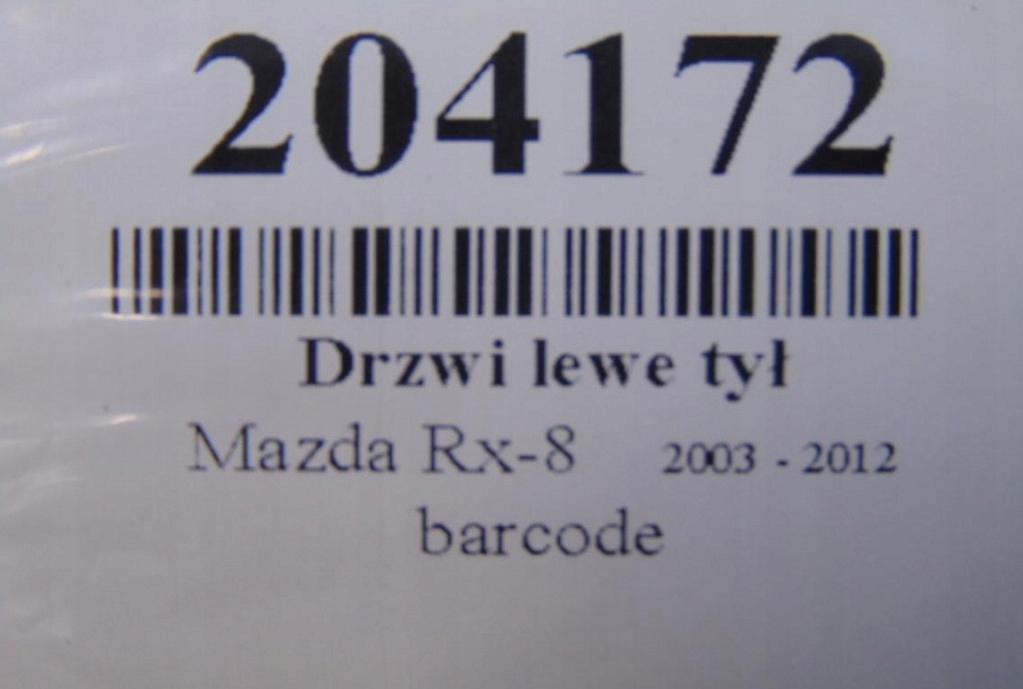 204172
Drzwi lewe tył
Mazda Rx-8 2003 - 2012
barcode